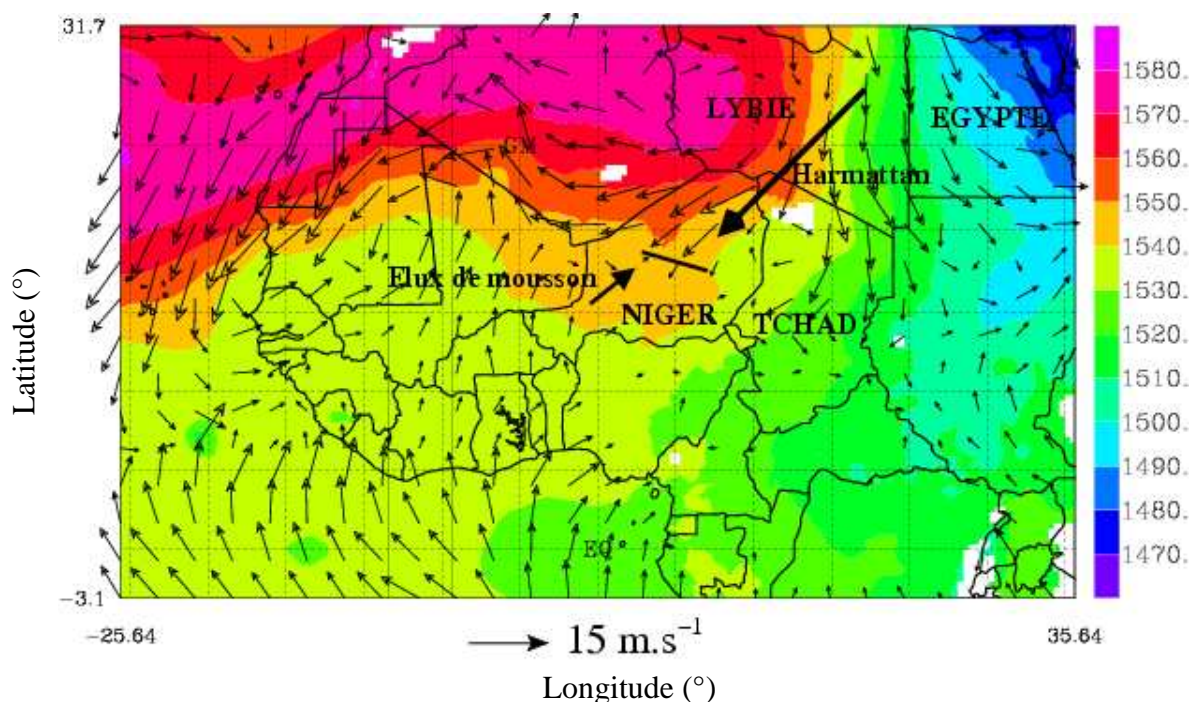 31.7
LYBIE
EGYPTE
GM
Harmattan
Flux de mousson
NIGER
TCHAD
EQ
-3.1
-25.64
35.64
15 m.s⁻¹
Latitude (°)
Longitude (°)
1580.
1570.
1560.
1550.
1540.
1530.
1520.
1510.
1500.
1490.
1480.
1470.